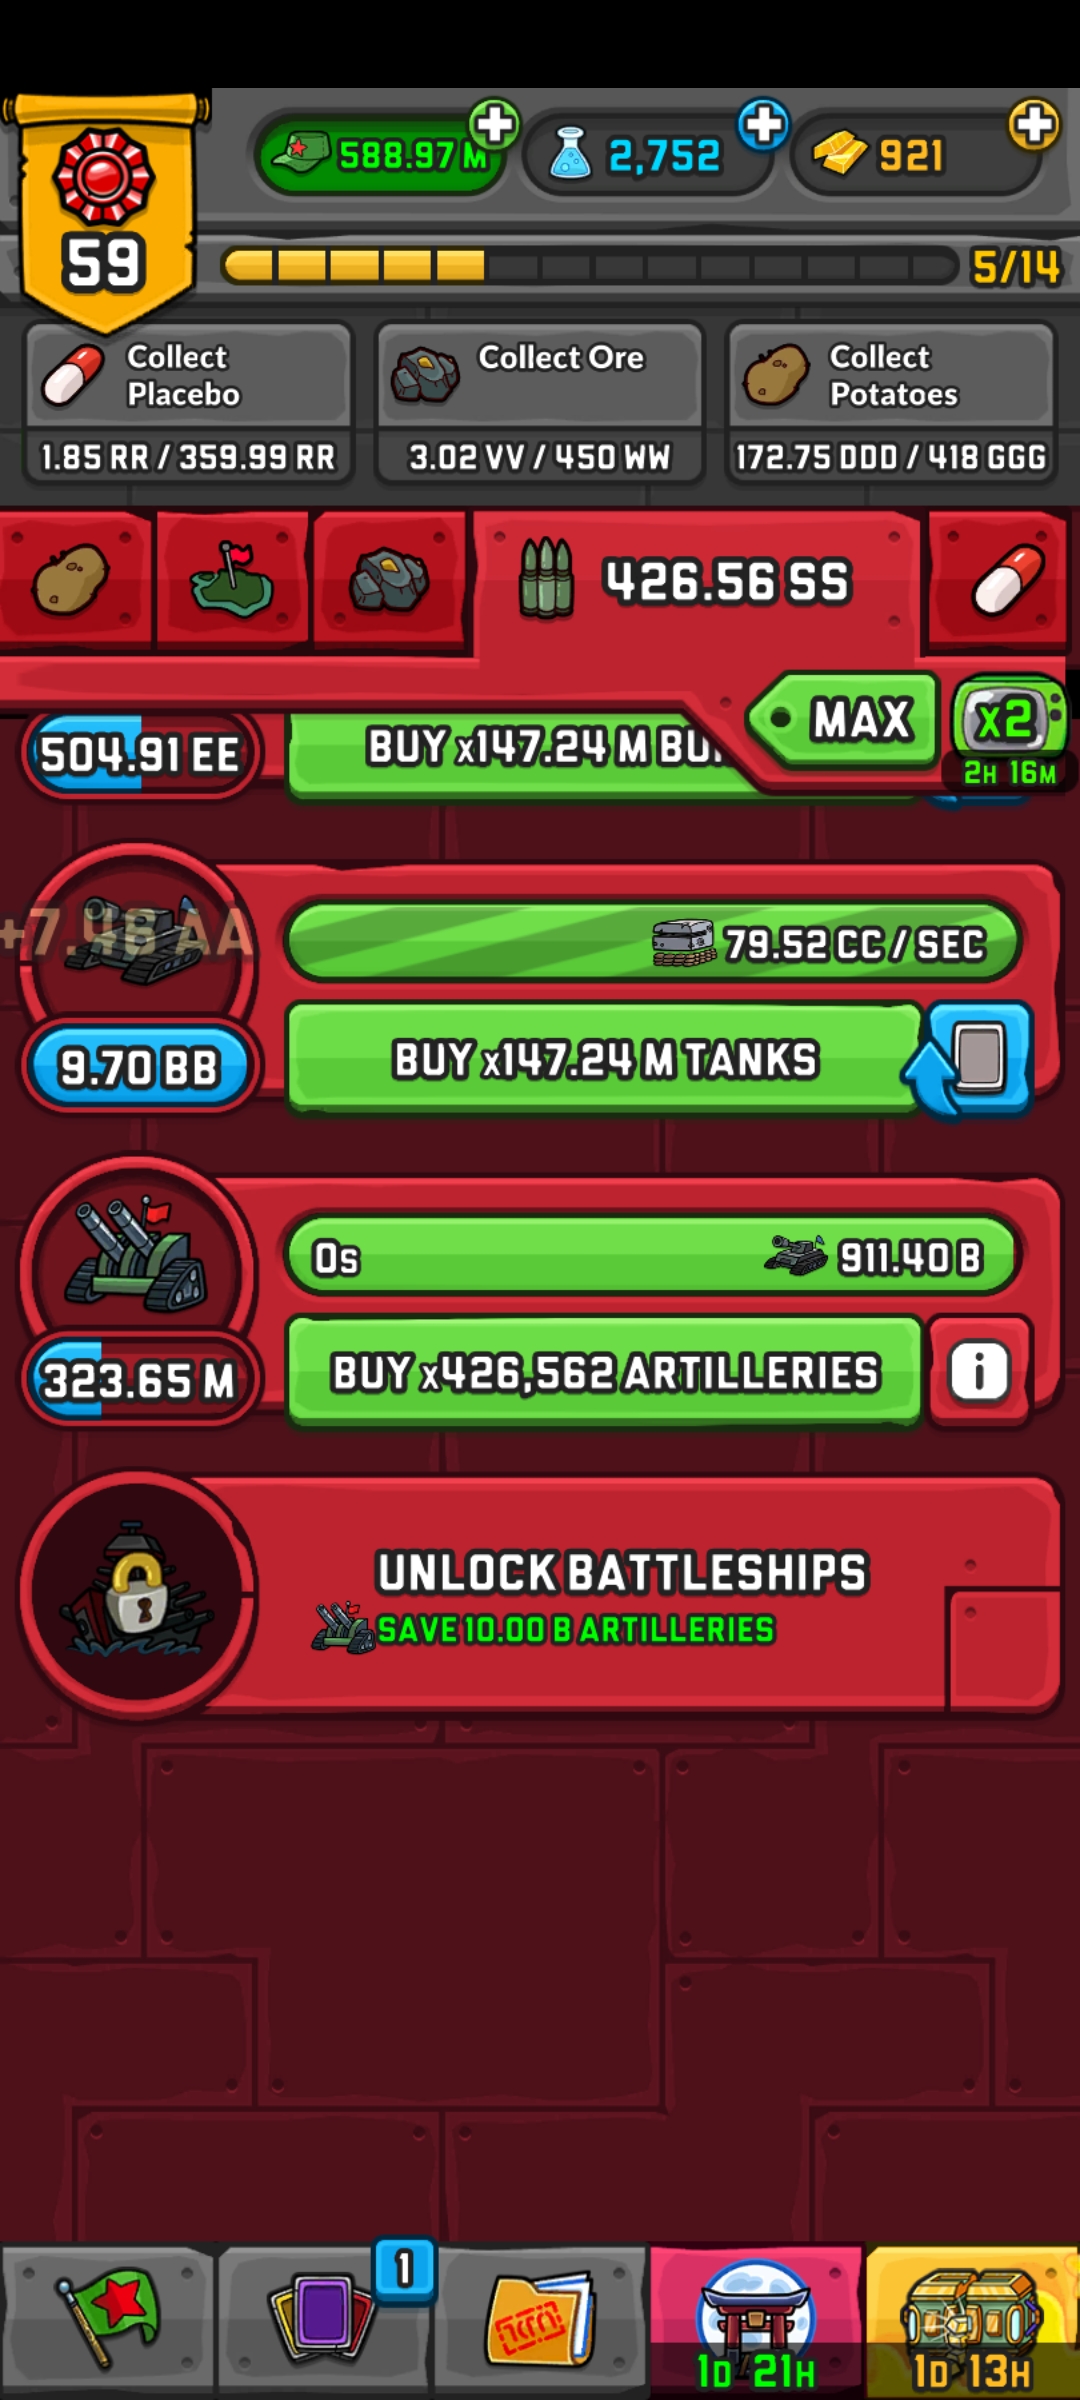 588.97 M
2,752
921
59
5/14
Collect
Placebo
1.85 RR / 359.99 RR
Collect Ore
3.02 VV / 450 WW
Collect
Potatoes
172.75 DDD / 418 GGG
426.56 SS
MAX
x2
2H 16M
504.91 EE
BUY x147.24 M
+7.48 AA
79.52 CC / SEC
9.70 BB
BUY x147.24 M TANKS
0s
911.40 B
323.65 M
BUY x426,562 ARTILLERIES
i
UNLOCK BATTLESHIPS
SAVE 10.00 B ARTILLERIES
1
1D 21H
1D 13H